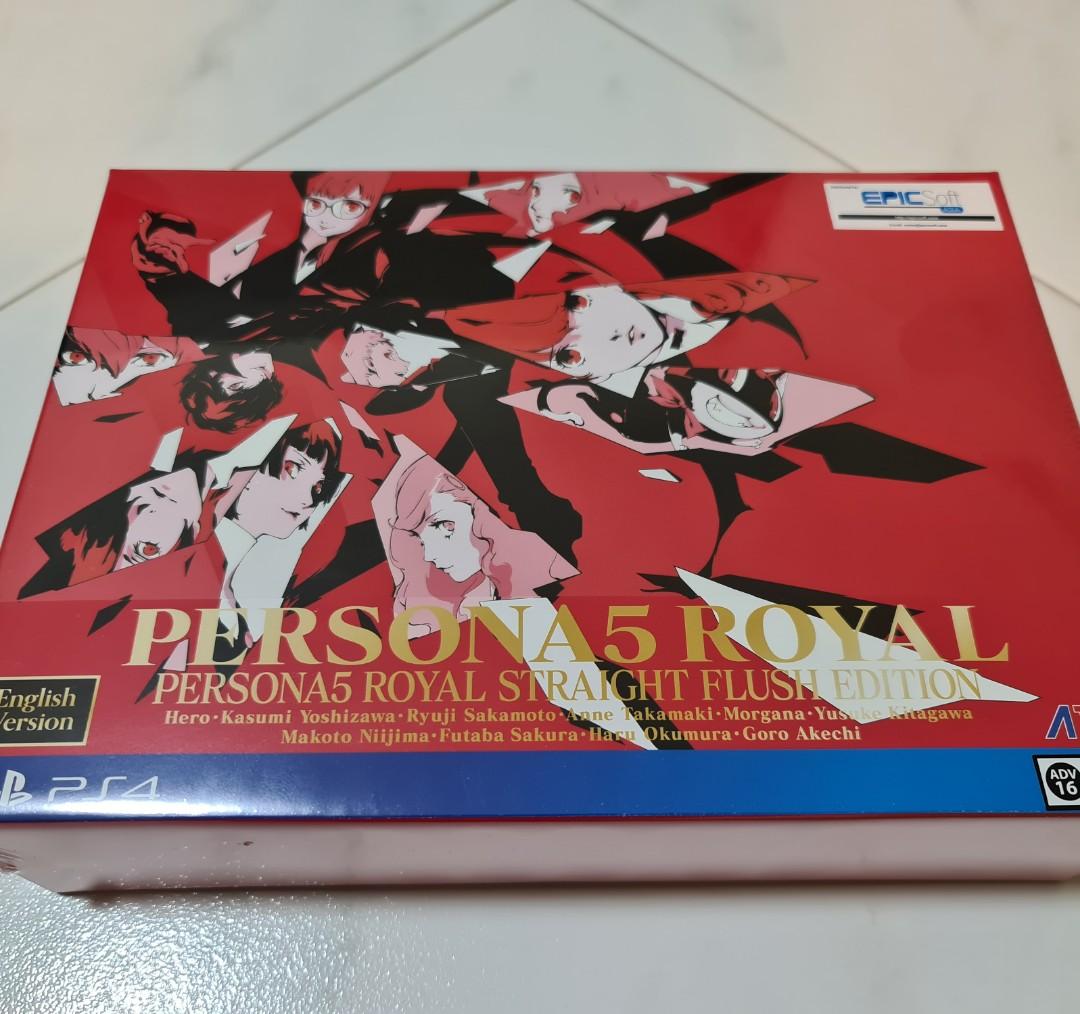 EPICSoft
ASIA
PERSONA5 ROYAL
PERSONA5 ROYAL STRAIGHT FLUSH EDITION
Hero·Kasumi Yoshizawa·Ryuji Sakamoto·Anne Takamaki·Morgana·Yusuke Kitagawa
Makoto Niijima·Futaba Sakura·Haru Okumura·Goro Akechi
English
Version
PS4
ADV
16